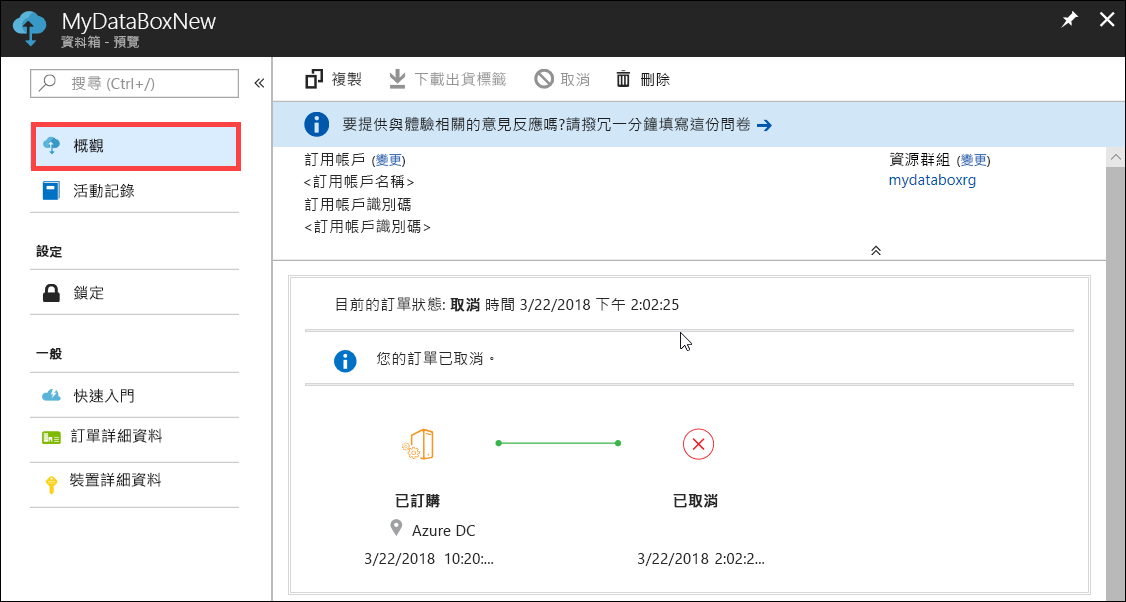 MyDataBoxNew
資料箱 - 預覽
搜尋 (Ctrl+/)
概觀
活動記錄
設定
鎖定
一般
快速入門
訂單詳細資料
裝置詳細資料
複製 下載出貨標籤 取消 刪除
要提供與體驗相關的意見反應嗎?請撥冗一分鐘填寫這份問卷
訂用帳戶 (變更) 資源群組 (變更)
<訂用帳戶名稱> mydataboxrg
訂用帳戶識別碼
<訂用帳戶識別碼>
目前的訂單狀態: 取消 時間 3/22/2018 下午 2:02:25
您的訂單已取消。
已訂購 已取消
Azure DC
3/22/2018 10:20:... 3/22/2018 2:02:2...